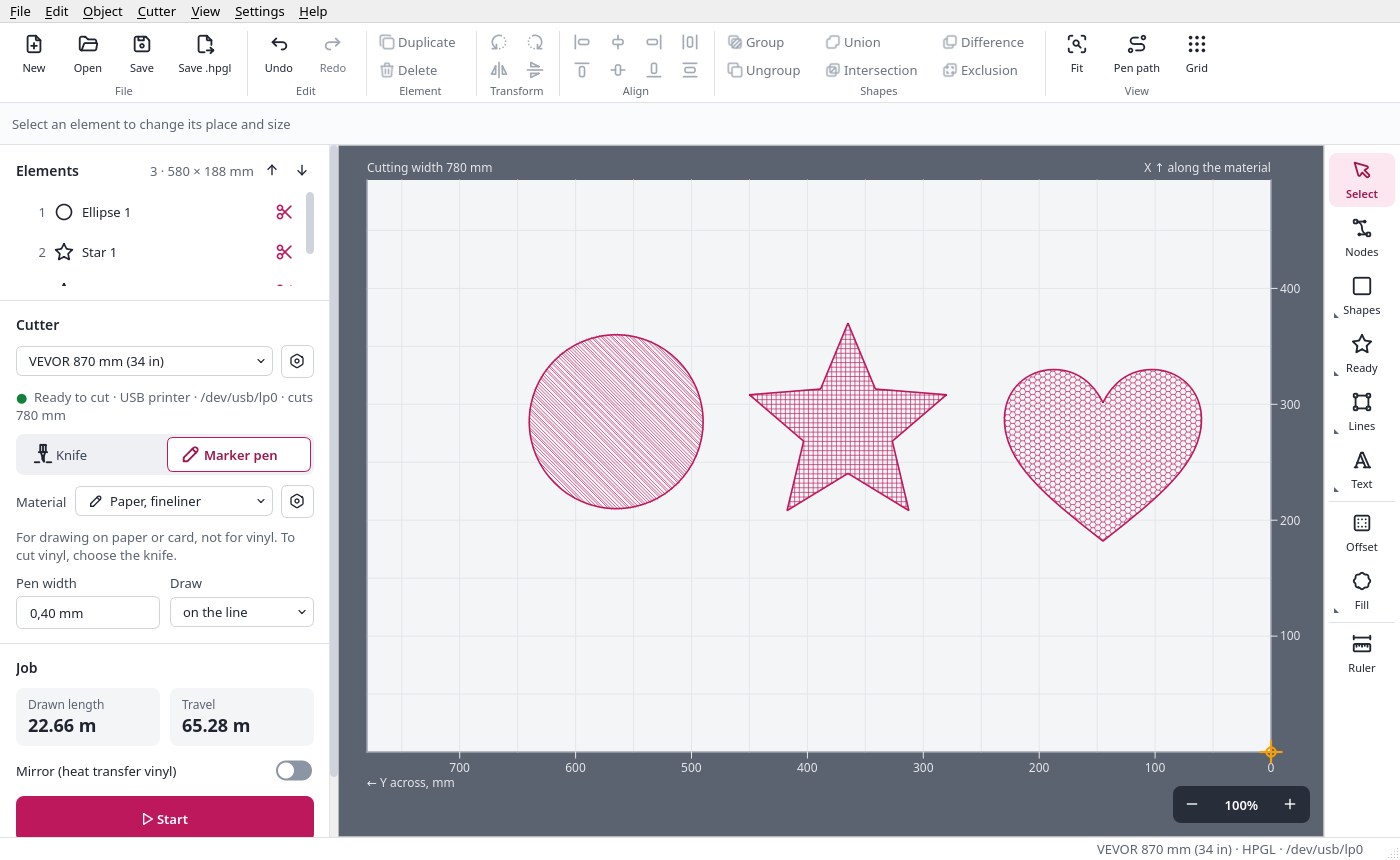 File Edit Object Cutter View Settings Help
New Open Save Save .hpgl Undo Redo Duplicate Delete Group Ungroup Union Intersection Difference Exclusion Fit Pen path Grid
File Edit Element Transform Align Shapes View
Select an element to change its place and size
Elements 3 · 580 × 188 mm
1 Ellipse 1
2 Star 1
Cutter
VEVOR 870 mm (34 in)
Ready to cut · USB printer · /dev/usb/lp0 · cuts
780 mm
Knife Marker pen
Material Paper, fineliner
For drawing on paper or card, not for vinyl. To
cut vinyl, choose the knife.
Pen width Draw
0,40 mm on the line
Job
Drawn length Travel
22.66 m 65.28 m
Mirror (heat transfer vinyl)
Start
Cutting width 780 mm X ↑ along the material
400
300
200
100
700 600 500 400 300 200 100 0
← Y across, mm
− 100% +
Select
Nodes
Shapes
Ready
Lines
Text
Offset
Fill
Ruler
VEVOR 870 mm (34 in) · HPGL · /dev/usb/lp0